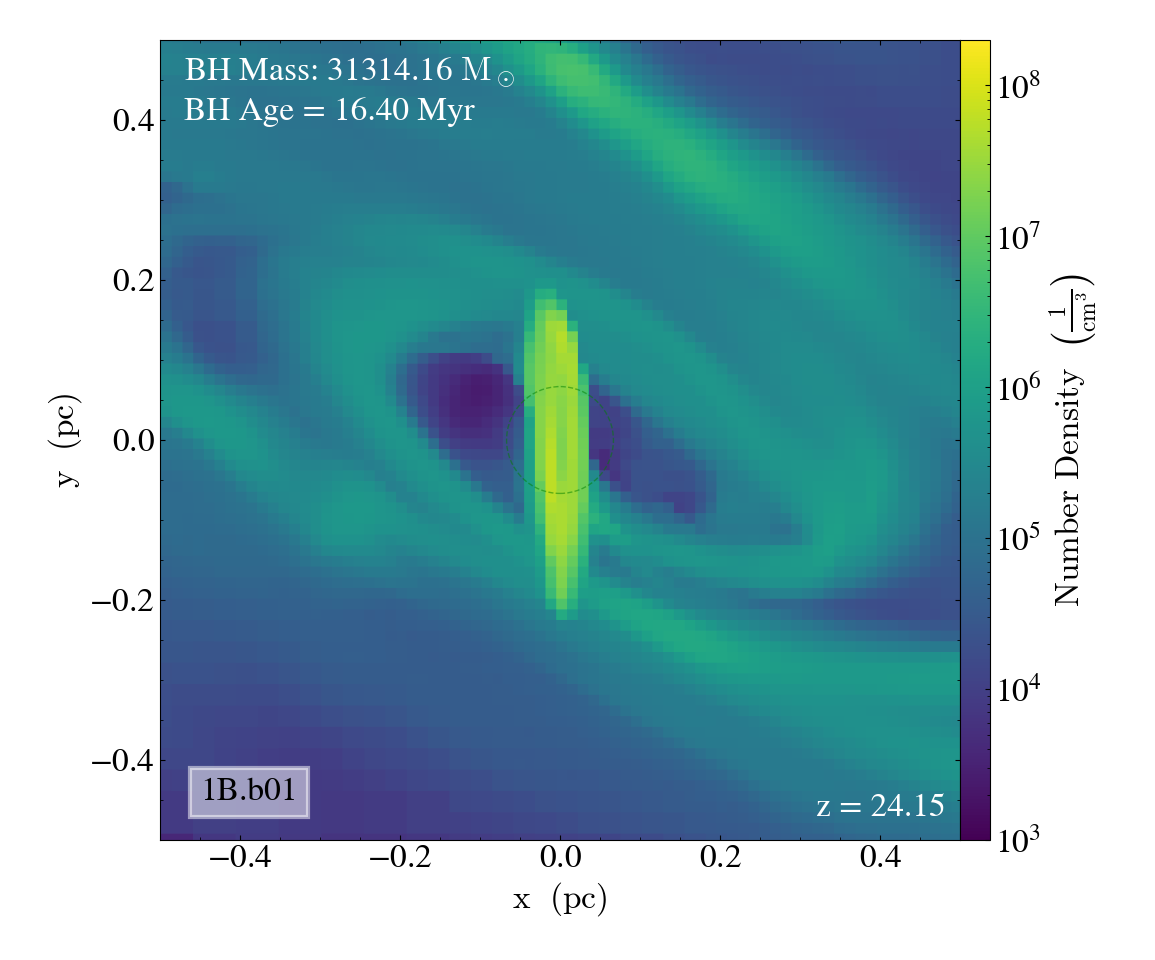 BH Mass: 31314.16 M⊙
BH Age = 16.40 Myr
0.4
0.2
0.0
−0.2
−0.4
y (pc)
1B.b01
z = 24.15
−0.4 −0.2 0.0 0.2 0.4
x (pc)
10⁸
10⁷
10⁶
10⁵
10⁴
10³
Number Density (1/cm³)